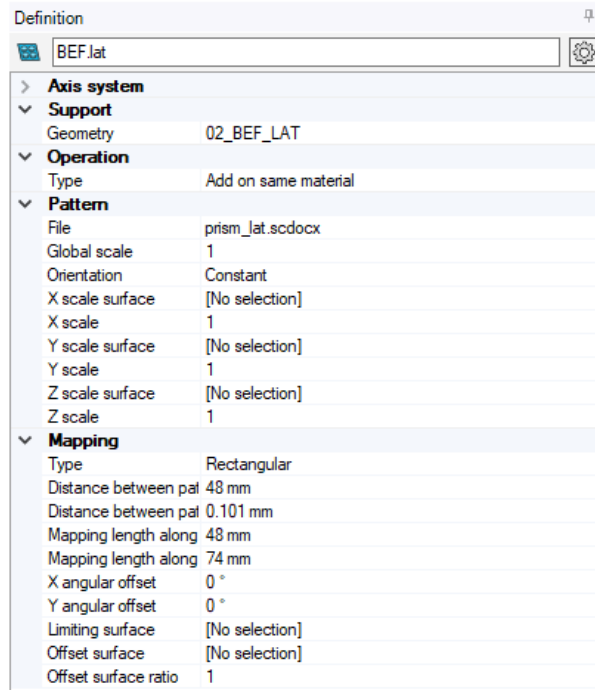 Definition
BEF.lat
Axis system
Support
Geometry 02_BEF_LAT
Operation
Type Add on same material
Pattern
File prism_lat.scdocx
Global scale 1
Orientation Constant
X scale surface [No selection]
X scale 1
Y scale surface [No selection]
Y scale 1
Z scale surface [No selection]
Z scale 1
Mapping
Type Rectangular
Distance between pat 48 mm
Distance between pat 0.101 mm
Mapping length along 48 mm
Mapping length along 74 mm
X angular offset 0 °
Y angular offset 0 °
Limiting surface [No selection]
Offset surface [No selection]
Offset surface ratio 1